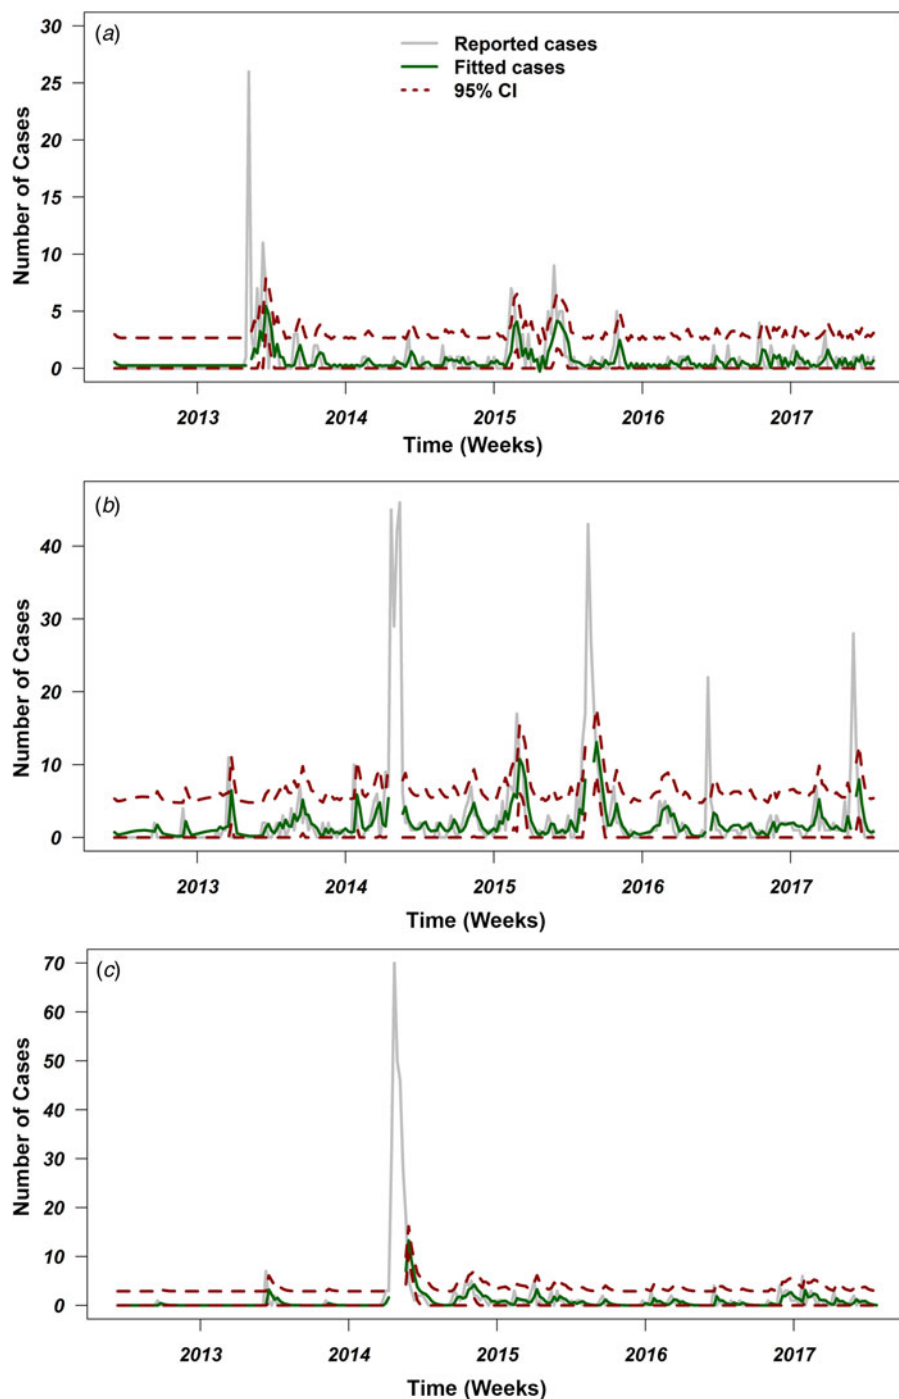 (a)
Reported cases
Fitted cases
95% CI
Number of Cases
30
25
20
15
10
5
0
2013 2014 2015 2016 2017
Time (Weeks)
(b)
Number of Cases
40
30
20
10
0
2013 2014 2015 2016 2017
Time (Weeks)
(c)
Number of Cases
70
60
50
40
30
20
10
0
2013 2014 2015 2016 2017
Time (Weeks)